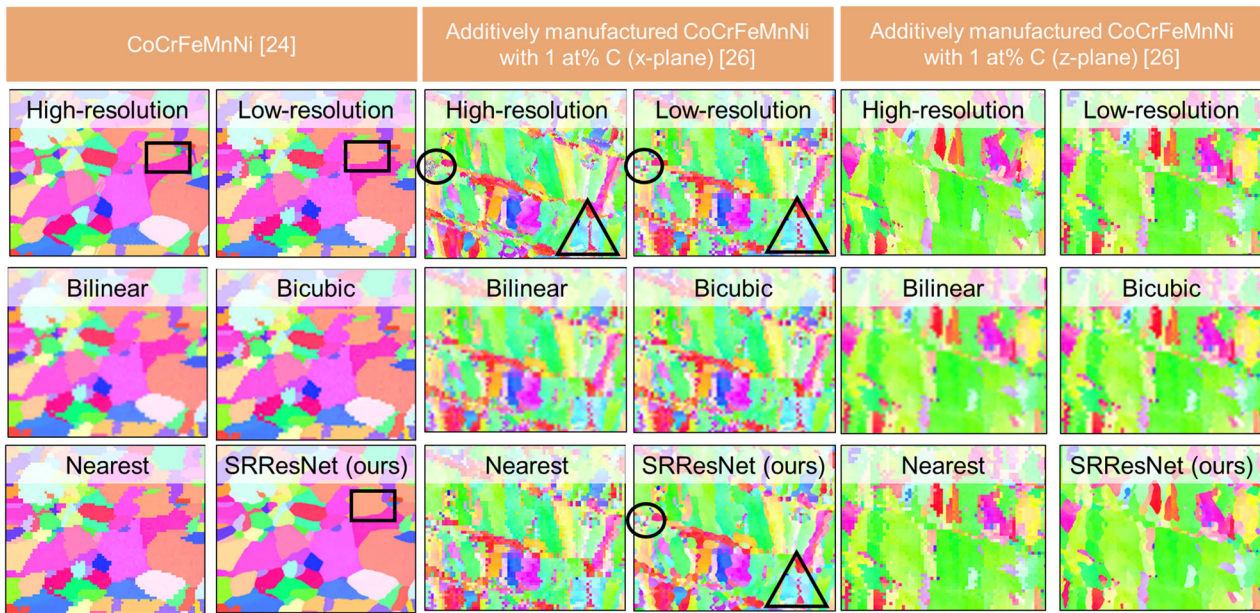 CoCrFeMnNi [24]
Additively manufactured CoCrFeMnNi
with 1 at% C (x-plane) [26]
Additively manufactured CoCrFeMnNi
with 1 at% C (z-plane) [26]
High-resolution
Low-resolution
High-resolution
Low-resolution
High-resolution
Low-resolution
Bilinear
Bicubic
Bilinear
Bicubic
Bilinear
Bicubic
Nearest
SRResNet (ours)
Nearest
SRResNet (ours)
Nearest
SRResNet (ours)